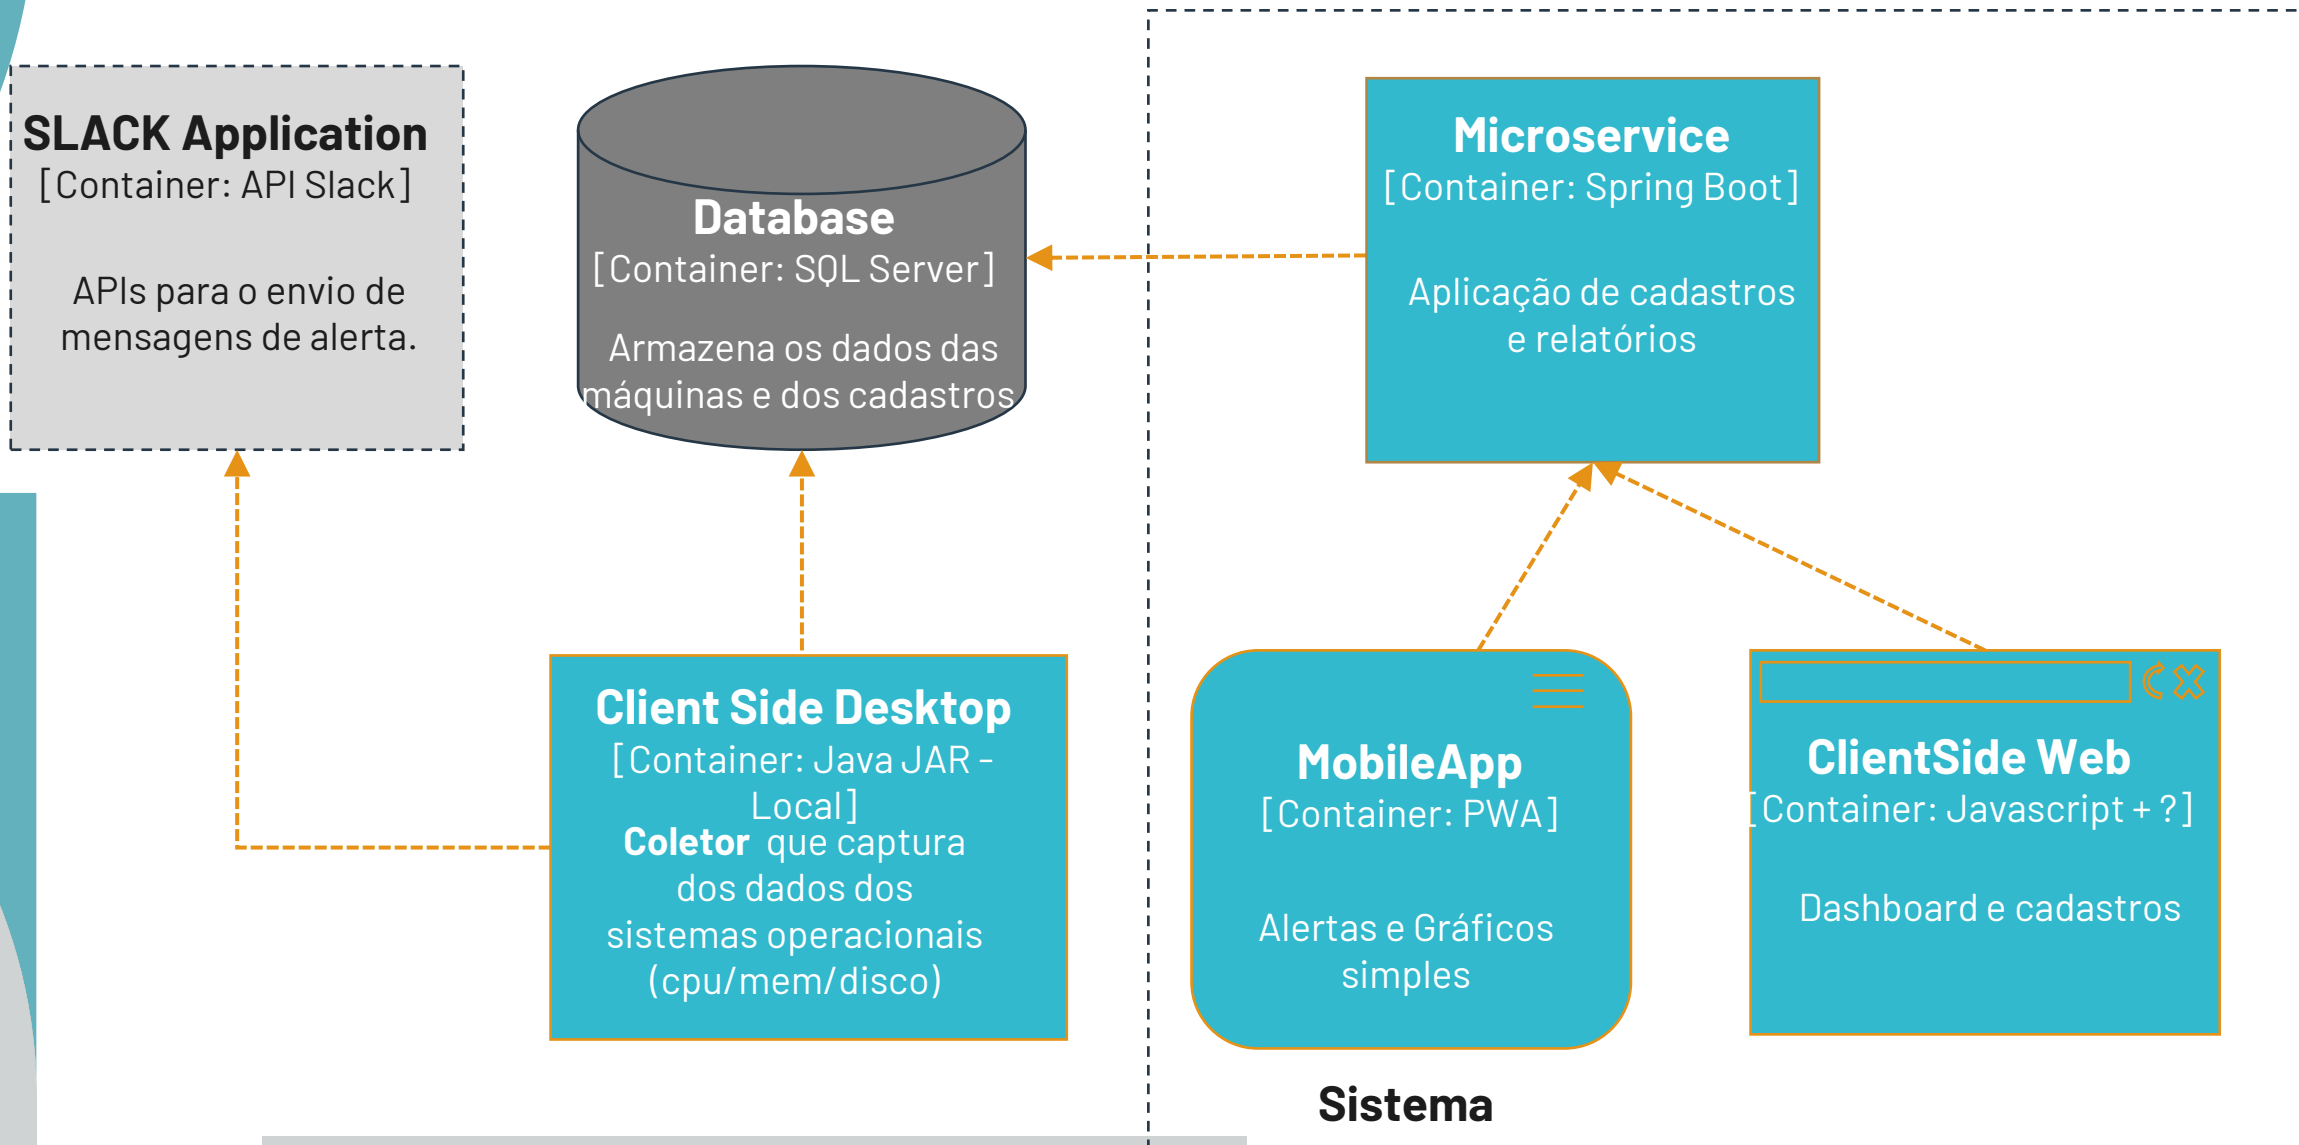 SLACK Application
[Container: API Slack]
APIs para o envio de
mensagens de alerta.
Database
[Container: SQL Server]
Armazena os dados das
máquinas e dos cadastros
Microservice
[Container: Spring Boot]
Aplicação de cadastros
e relatórios
Client Side Desktop
[Container: Java JAR -
Local]
Coletor que captura
dos dados dos
sistemas operacionais
(cpu/mem/disco)
MobileApp
[Container: PWA]
Alertas e Gráficos
simples
ClientSide Web
[Container: Javascript + ?]
Dashboard e cadastros
Sistema